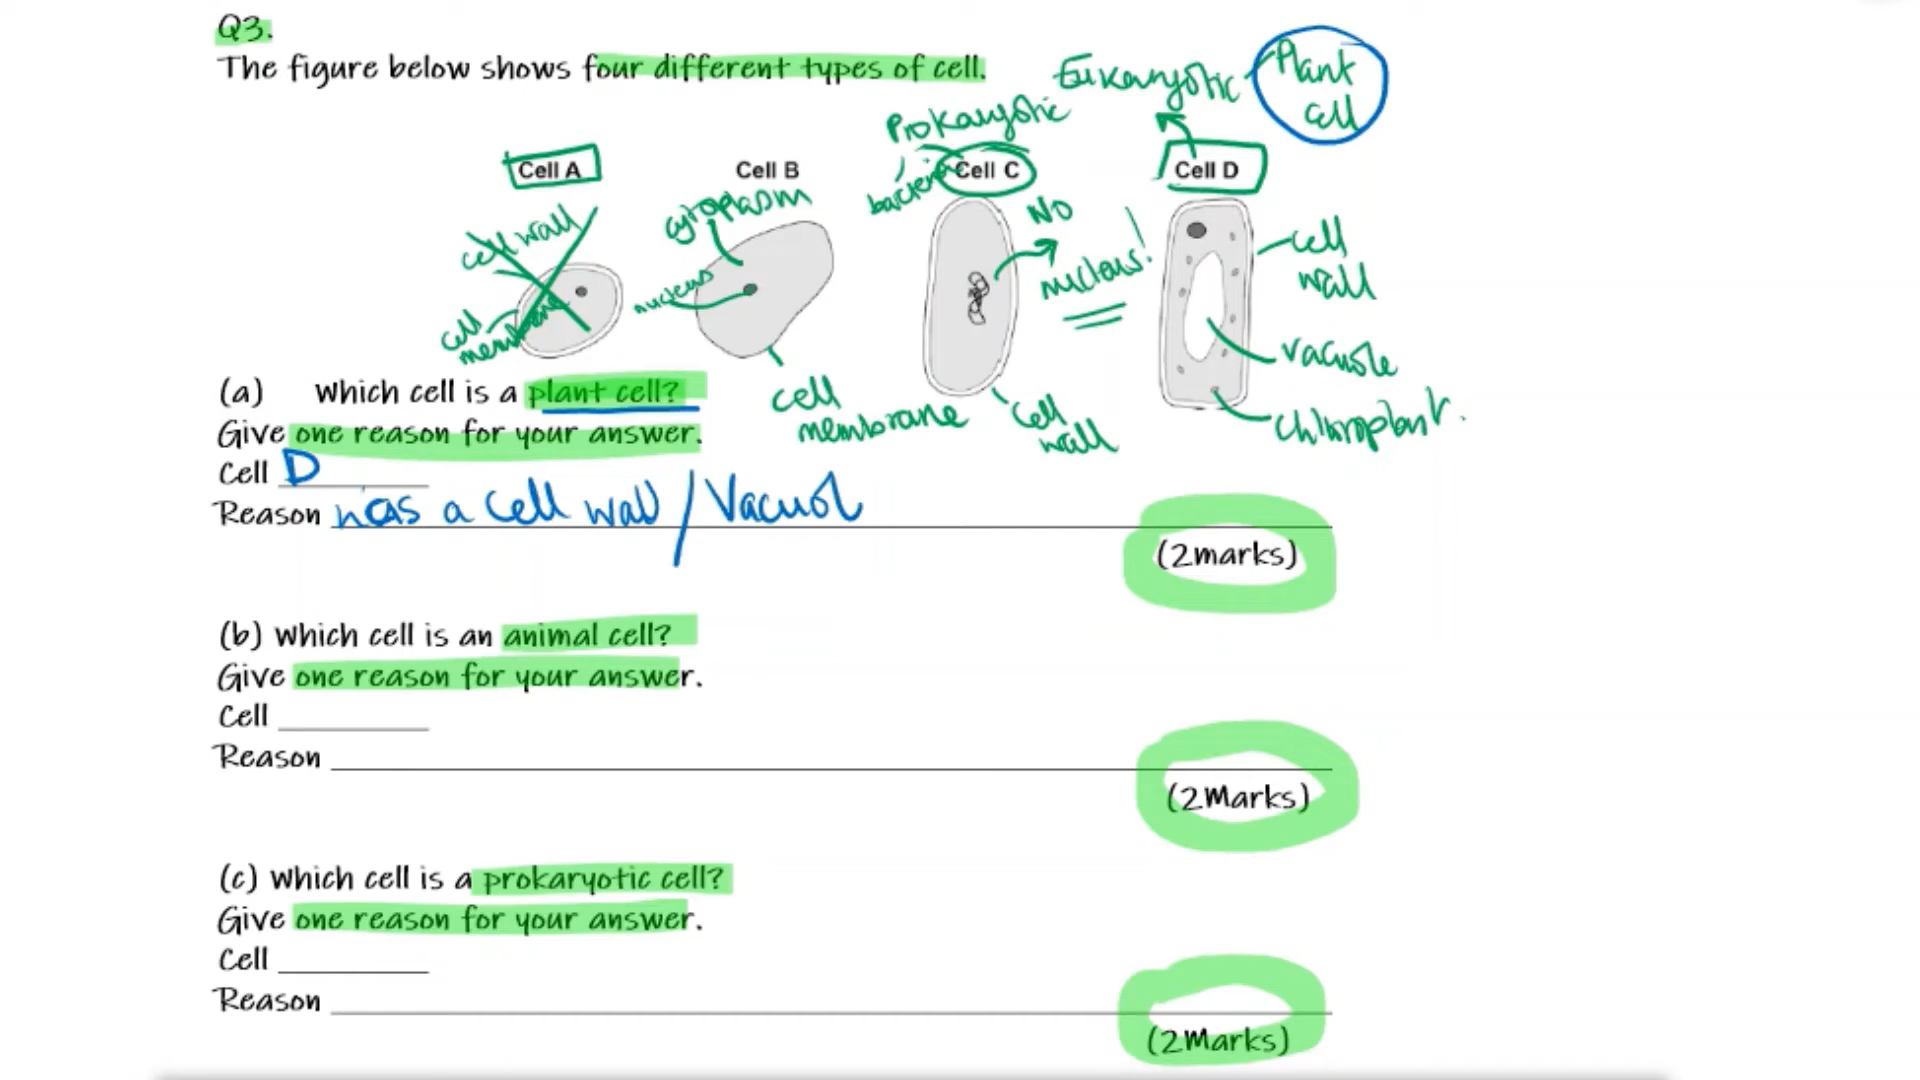 Q3.
The figure below shows four different types of cell.
Eukaryotic
Plant
cell
Prokaryotic
bacteria
Cell A
Cell B
Cell C
Cell D
cell wall
cell
membrane
cytoplasm
nucleus
cell
membrane
No
nucleus!
cell
wall
cell
wall
vacuole
chloroplast.
(a) Which cell is a plant cell?
Give one reason for your answer.
Cell D
Reason has a cell wall / Vacuol
(2marks)
(b) Which cell is an animal cell?
Give one reason for your answer.
Cell
Reason
(2Marks)
(c) Which cell is a prokaryotic cell?
Give one reason for your answer.
Cell
Reason
(2Marks)